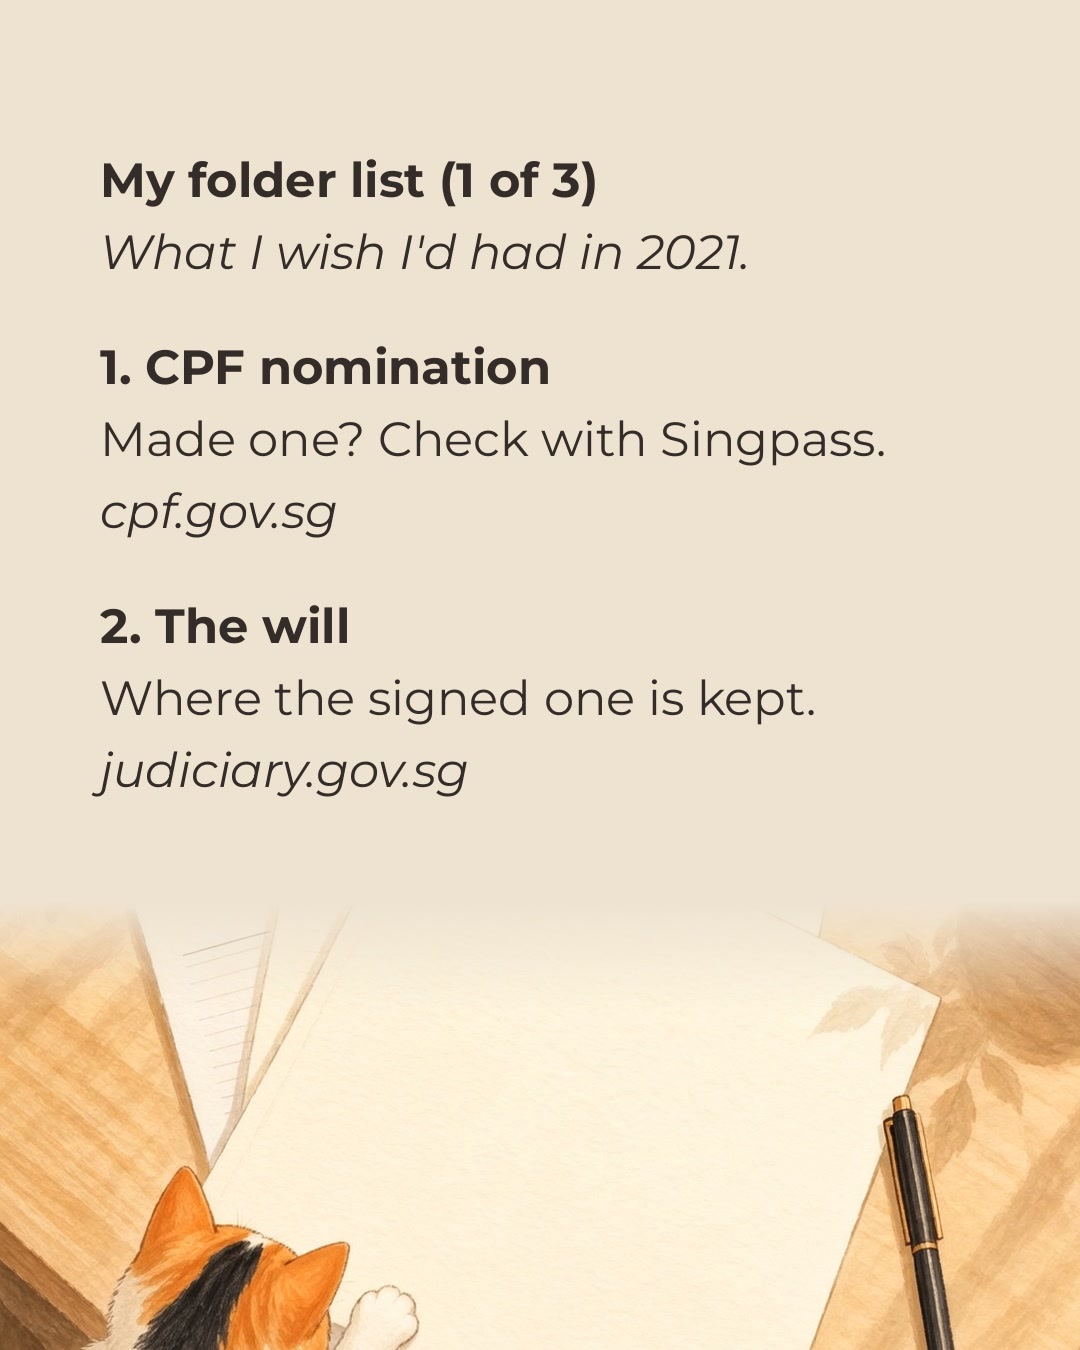 My folder list (1 of 3)
What I wish I'd had in 2021.
1. CPF nomination
Made one? Check with Singpass.
cpf.gov.sg
2. The will
Where the signed one is kept.
judiciary.gov.sg